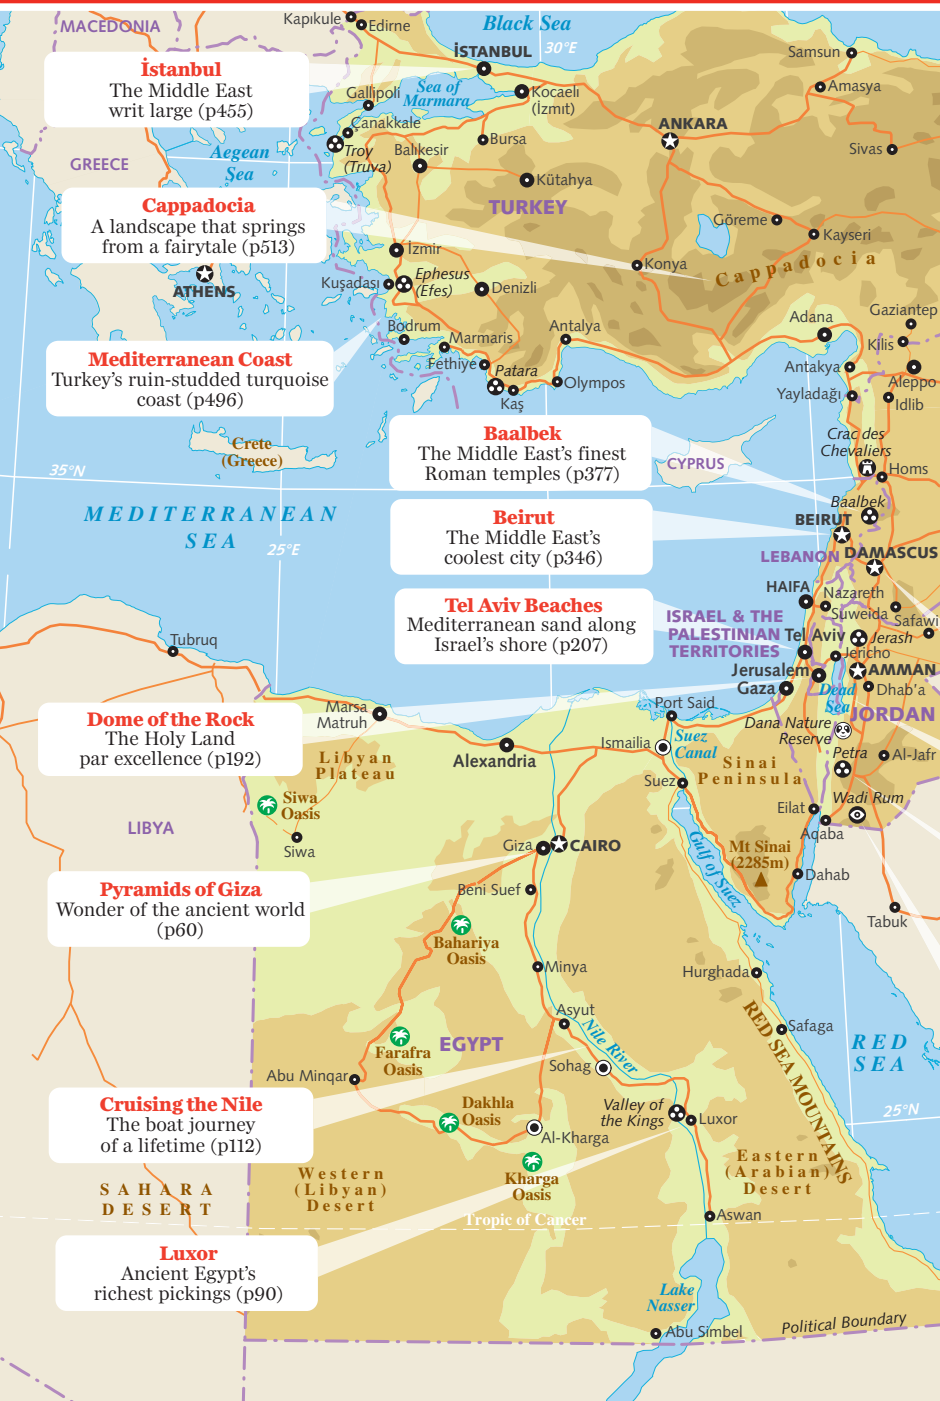 MACEDONIA
Kapıkule
Edirne
Black Sea
30°E
Samsun
İSTANBUL
İstanbul
The Middle East
writ large (p455)
Gallipoli
Sea of
Marmara
Kocaeli
(İzmıt)
Amasya
Çanakkale
ANKARA
Bursa
Troy
(Truva)
Balıkesir
Sivas
GREECE
Aegean
Sea
Kütahya
TURKEY
Cappadocia
A landscape that springs
from a fairytale (p513)
Göreme
Kayseri
İzmir
Konya
Cappadocia
ATHENS
Kuşadası
Ephesus
(Efes)
Denizli
Gaziantep
Adana
Bodrum
Marmaris
Antalya
Kilis
Mediterranean Coast
Turkey's ruin-studded turquoise
coast (p496)
Fethiye
Patara
Kaş
Olympos
Antakya
Aleppo
Yayladağı
Idlib
Crete
(Greece)
Baalbek
The Middle East's finest
Roman temples (p377)
CYPRUS
Crac des
Chevaliers
Homs
35°N
MEDITERRANEAN
SEA
25°E
Baalbek
BEIRUT
Beirut
The Middle East's
coolest city (p346)
LEBANON
DAMASCUS
HAIFA
Nazareth
Suweida
Safawi
Tel Aviv Beaches
Mediterranean sand along
Israel's shore (p207)
ISRAEL & THE
PALESTINIAN
TERRITORIES
Tel Aviv
Jerash
Jericho
Tubruq
Jerusalem
AMMAN
Gaza
Dead
Sea
Dhab'a
JORDAN
Marsa
Matruh
Port Said
Dome of the Rock
The Holy Land
par excellence (p192)
Dana Nature
Reserve
Ismailia
Suez
Canal
Alexandria
Libyan
Plateau
Sinai
Peninsula
Petra
Al-Jafr
Suez
Siwa
Oasis
Eilat
Wadi Rum
LIBYA
Aqaba
Siwa
Giza
CAIRO
Mt Sinai
(2285m)
Gulf of Suez
Dahab
Pyramids of Giza
Wonder of the ancient world
(p60)
Beni Suef
Tabuk
Bahariya
Oasis
Minya
Hurghada
Asyut
Safaga
RED SEA MOUNTAINS
RED
SEA
Nile River
EGYPT
Farafra
Oasis
Sohag
Abu Minqar
Cruising the Nile
The boat journey
of a lifetime (p112)
Dakhla
Oasis
Valley of
the Kings
Luxor
25°N
Al-Kharga
Eastern
(Arabian)
Desert
Western
(Libyan)
Desert
Kharga
Oasis
SAHARA
DESERT
Tropic of Cancer
Aswan
Luxor
Ancient Egypt's
richest pickings (p90)
Lake
Nasser
Abu Simbel
Political Boundary